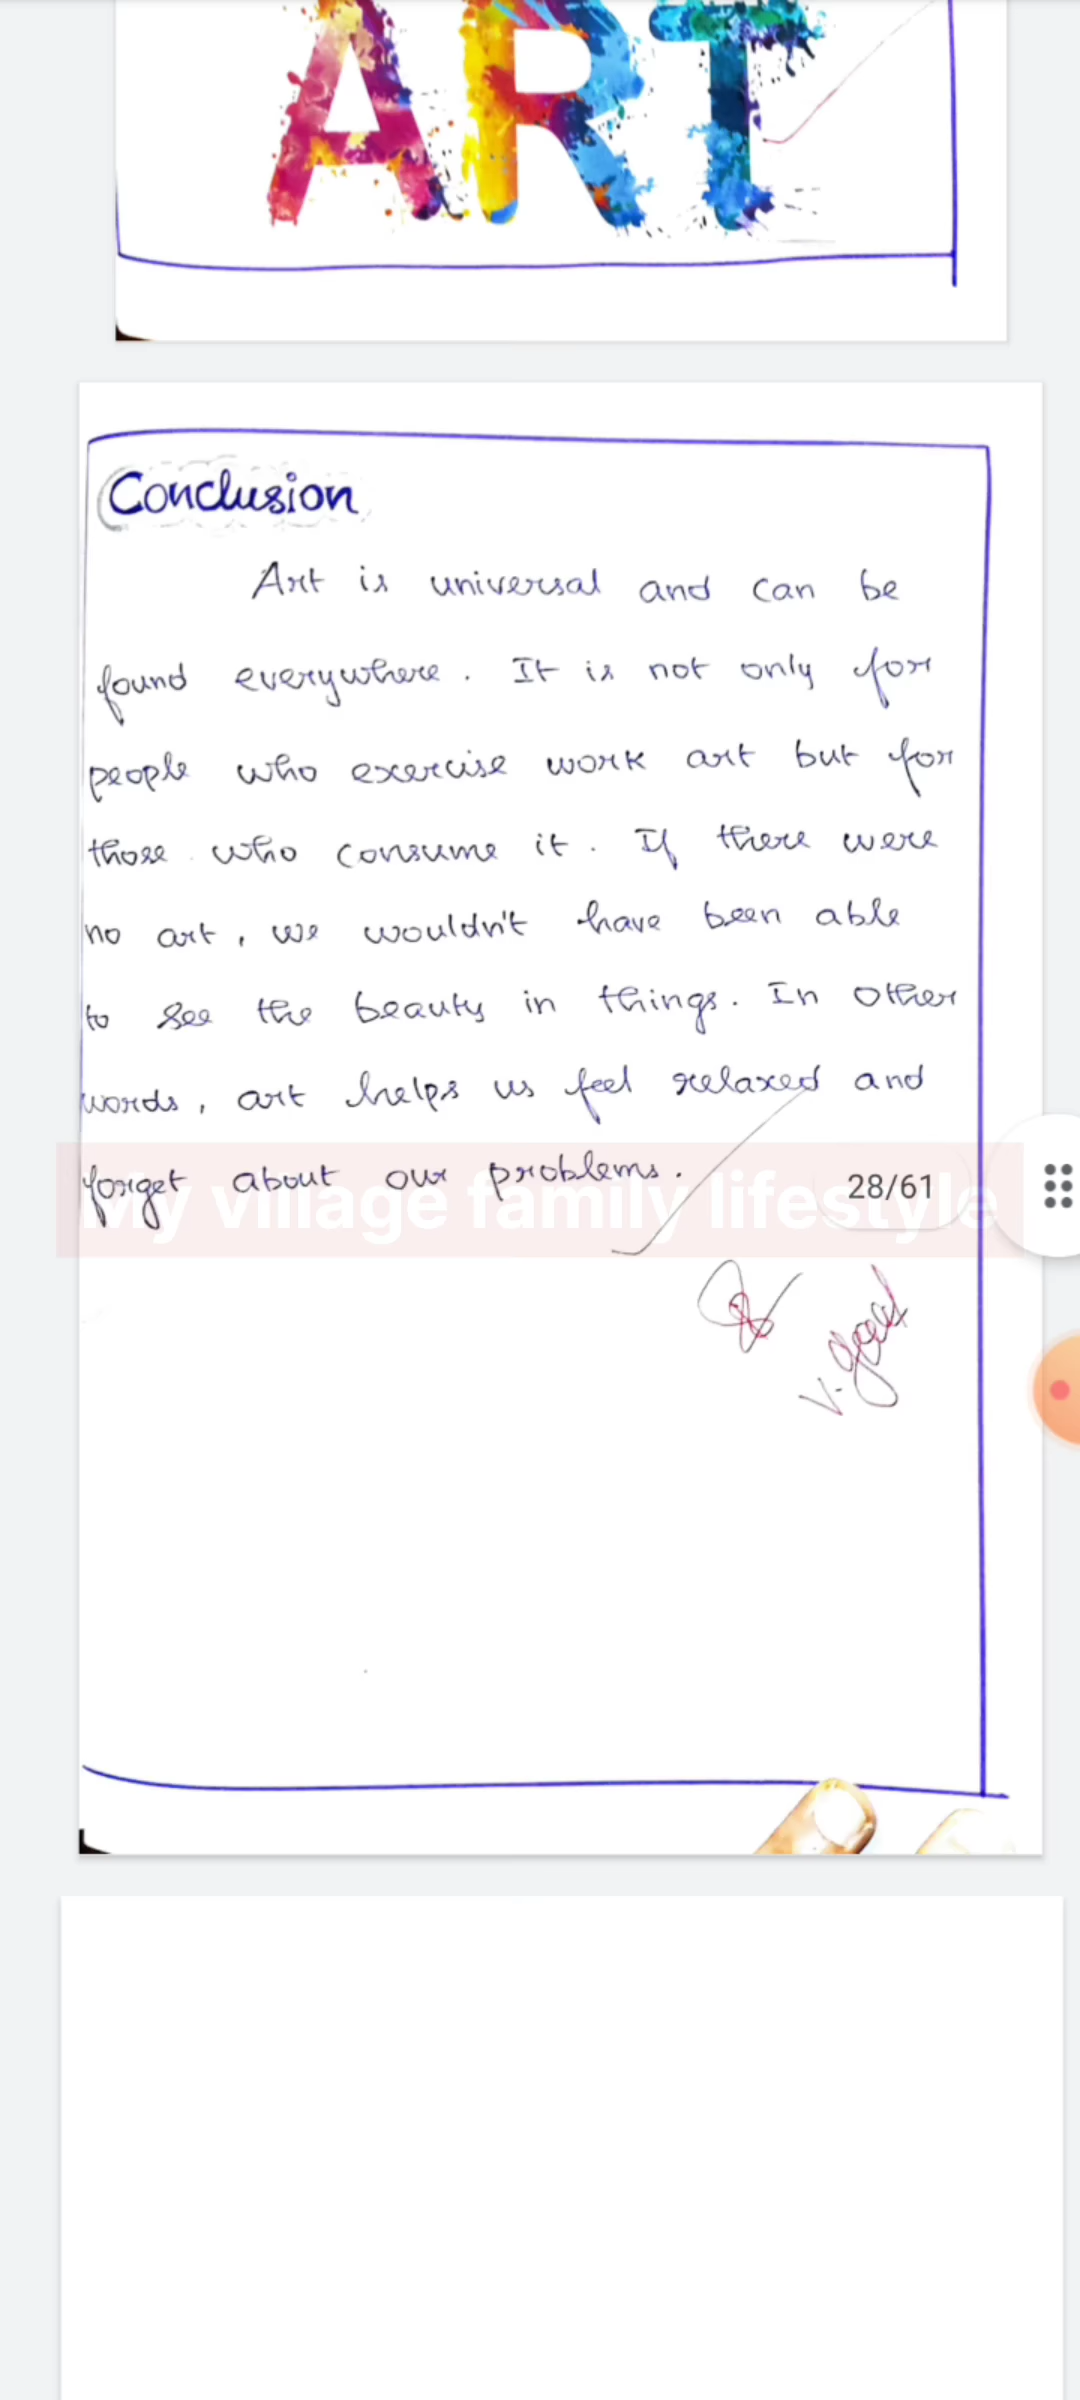 ART
Conclusion
Art is universal and can be
found everywhere. It is not only for
people who exercise work art but for
those who consume it. If there were
no art, we wouldn't have been able
to see the beauty in things. In other
words, art helps us feel relaxed and
forget about our problems.
My village family lifestyle
28/61
V. good